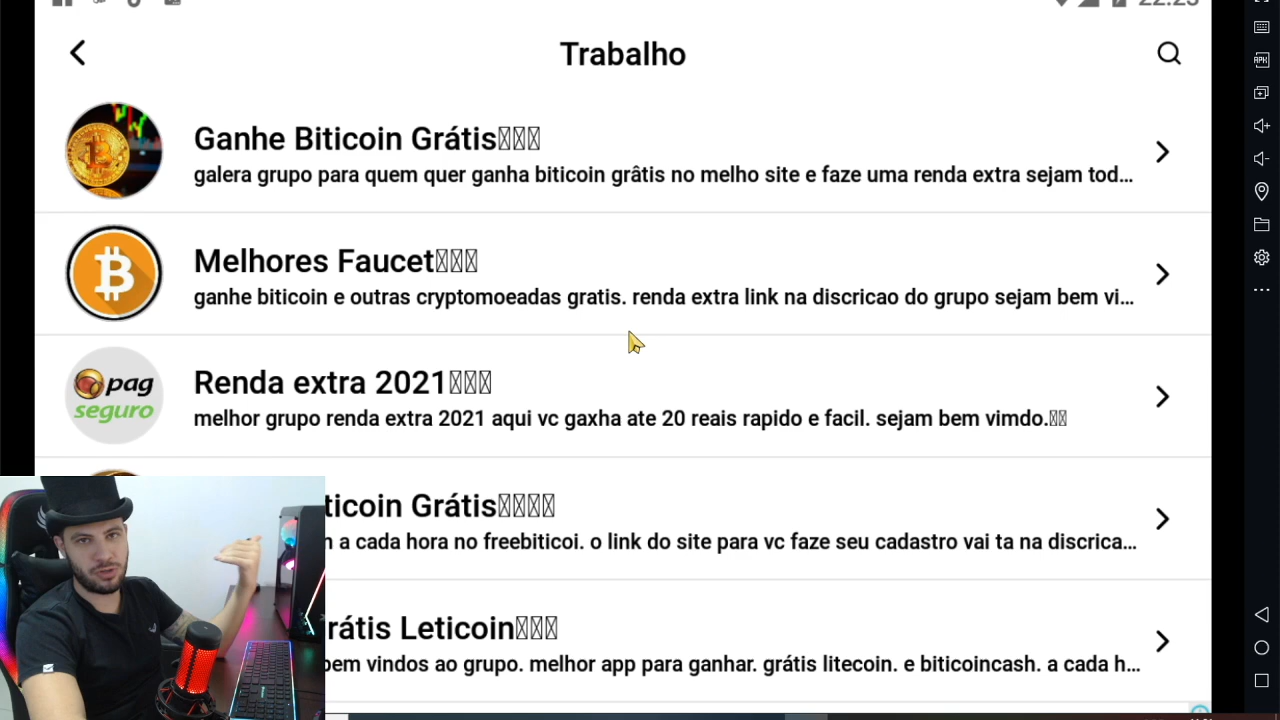 Trabalho
Ganhe Biticoin Grátis
galera grupo para quem quer ganha biticoin grâtis no melho site e faze uma renda extra sejam tod…
Melhores Faucet
ganhe biticoin e outras cryptomoeadas gratis. renda extra link na discricao do grupo sejam bem vi…
pag
seguro
Renda extra 2021
melhor grupo renda extra 2021 aqui vc gaxha ate 20 reais rapido e facil. sejam bem vimdo.
ticoin Grátis
a cada hora no freebiticoi. o link do site para vc faze seu cadastro vai ta na discrica…
rátis Leticoin
bem vindos ao grupo. melhor app para ganhar. grátis litecoin. e biticoincash. a cada h…
APK